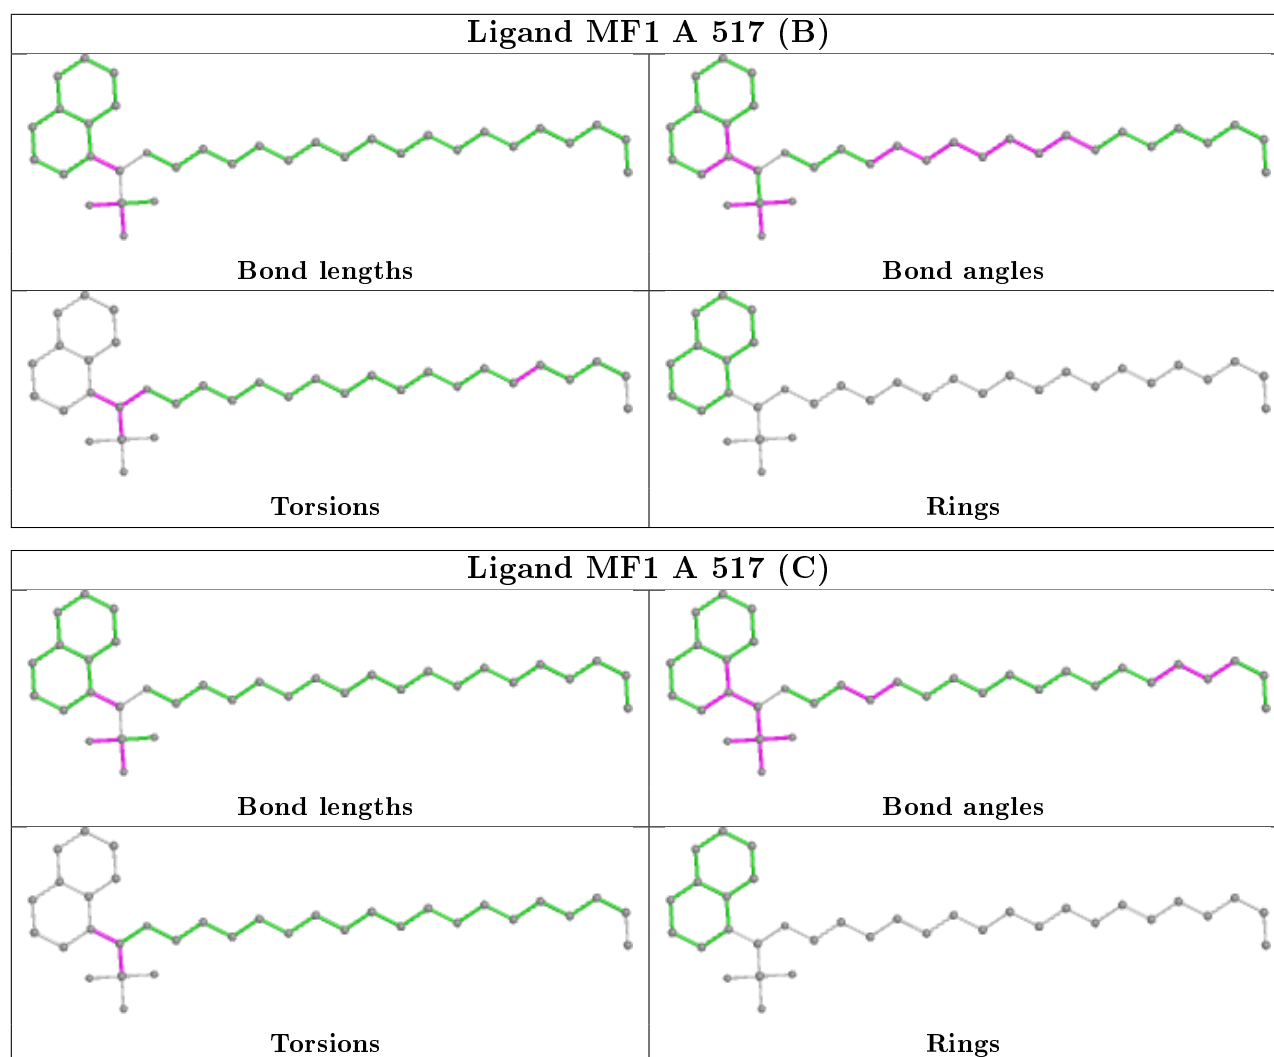 Ligand MF1 A 517 (B)
Bond lengths
Bond angles
Torsions
Rings
Ligand MF1 A 517 (C)
Bond lengths
Bond angles
Torsions
Rings